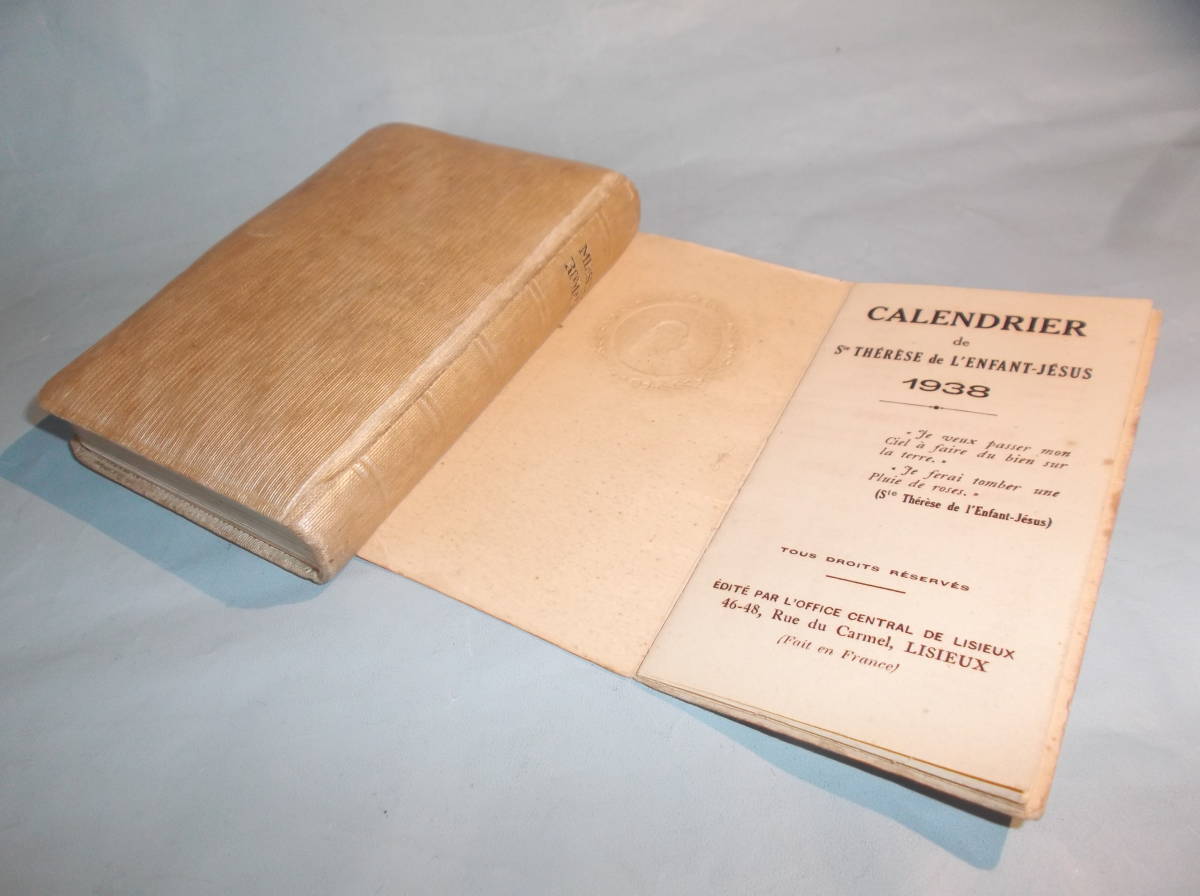 CALENDRIER
de
Ste THÉRÈSE de L'ENFANT-JÉSUS
1938
« Je veux passer mon
Ciel à faire du bien sur
la terre. »
« Je ferai tomber une
Pluie de roses. »
(Ste Thérèse de l'Enfant-Jésus)
TOUS DROITS RÉSERVÉS
ÉDITÉ PAR L'OFFICE CENTRAL DE LISIEUX
46-48, Rue du Carmel, LISIEUX
(Fait en France)